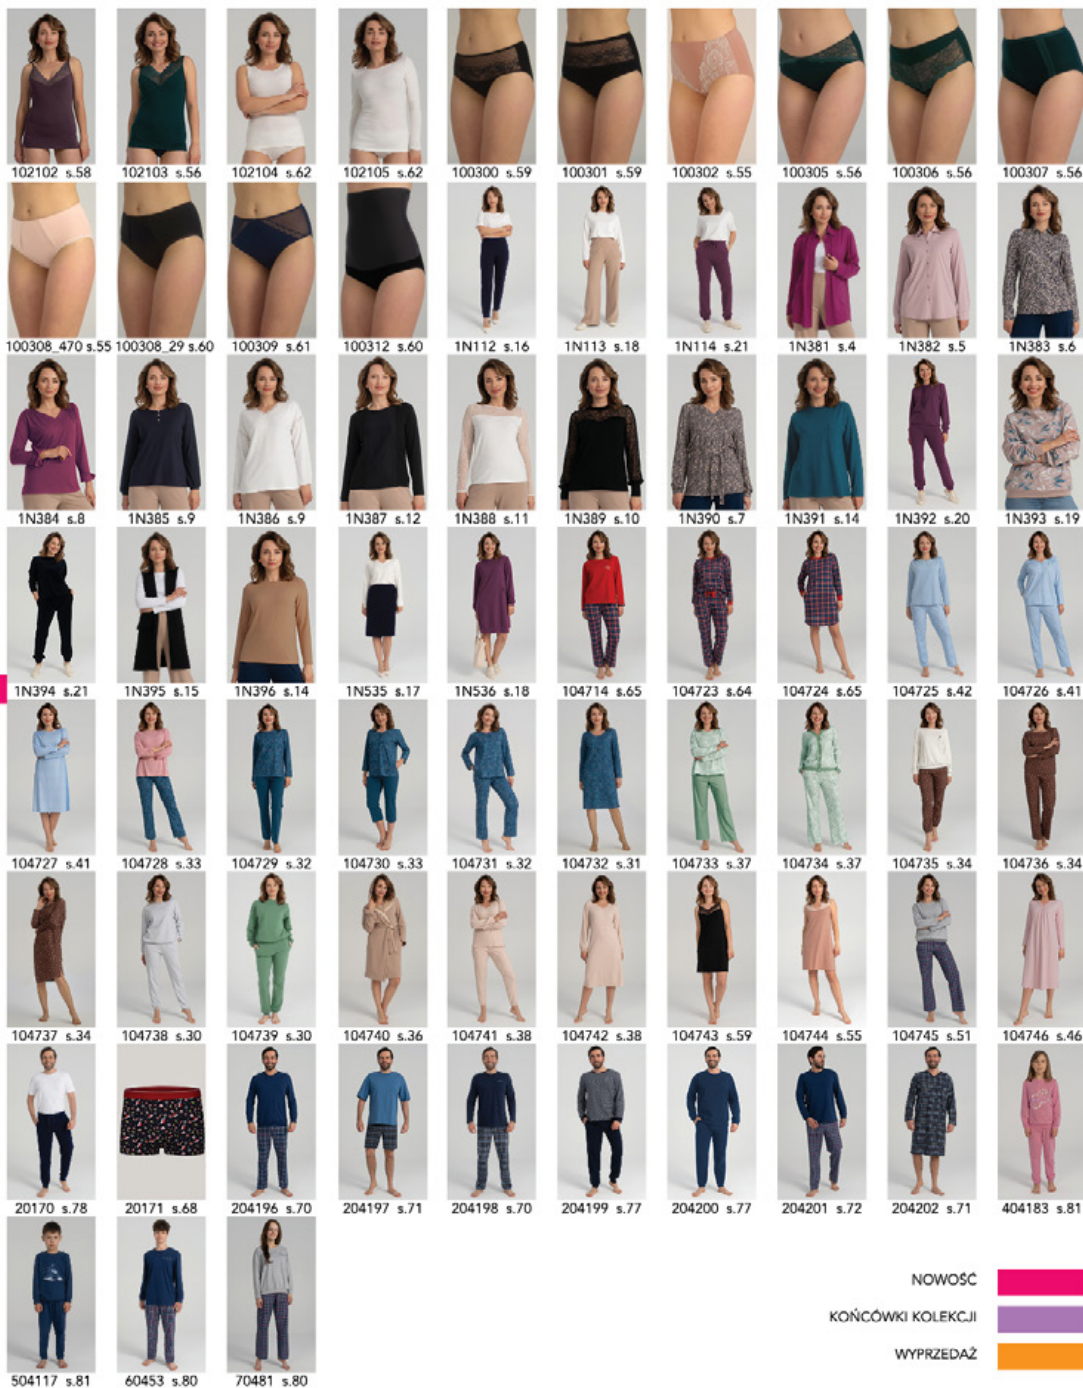 102102 s.58 102103 s.56 102104 s.62 102105 s.62 100300 s.59 100301 s.59 100302 s.55 100305 s.56 100306 s.56 100307 s.56
100308_470 s.55 100308_29 s.60 100309 s.61 100312 s.60 1N112 s.16 1N113 s.18 1N114 s.21 1N381 s.4 1N382 s.5 1N383 s.6
1N384 s.8 1N385 s.9 1N386 s.9 1N387 s.12 1N388 s.11 1N389 s.10 1N390 s.7 1N391 s.14 1N392 s.20 1N393 s.19
1N394 s.21 1N395 s.15 1N396 s.14 1N535 s.17 1N536 s.18 104714 s.65 104723 s.64 104724 s.65 104725 s.42 104726 s.41
104727 s.41 104728 s.33 104729 s.32 104730 s.33 104731 s.32 104732 s.31 104733 s.37 104734 s.37 104735 s.34 104736 s.34
104737 s.34 104738 s.30 104739 s.30 104740 s.36 104741 s.38 104742 s.38 104743 s.59 104744 s.55 104745 s.51 104746 s.46
20170 s.78 20171 s.68 204196 s.70 204197 s.71 204198 s.70 204199 s.77 204200 s.77 204201 s.72 204202 s.71 404183 s.81
504117 s.81 60453 s.80 70481 s.80
NOWOŚĆ
KOŃCÓWKI KOLEKCJI
WYPRZEDAŻ